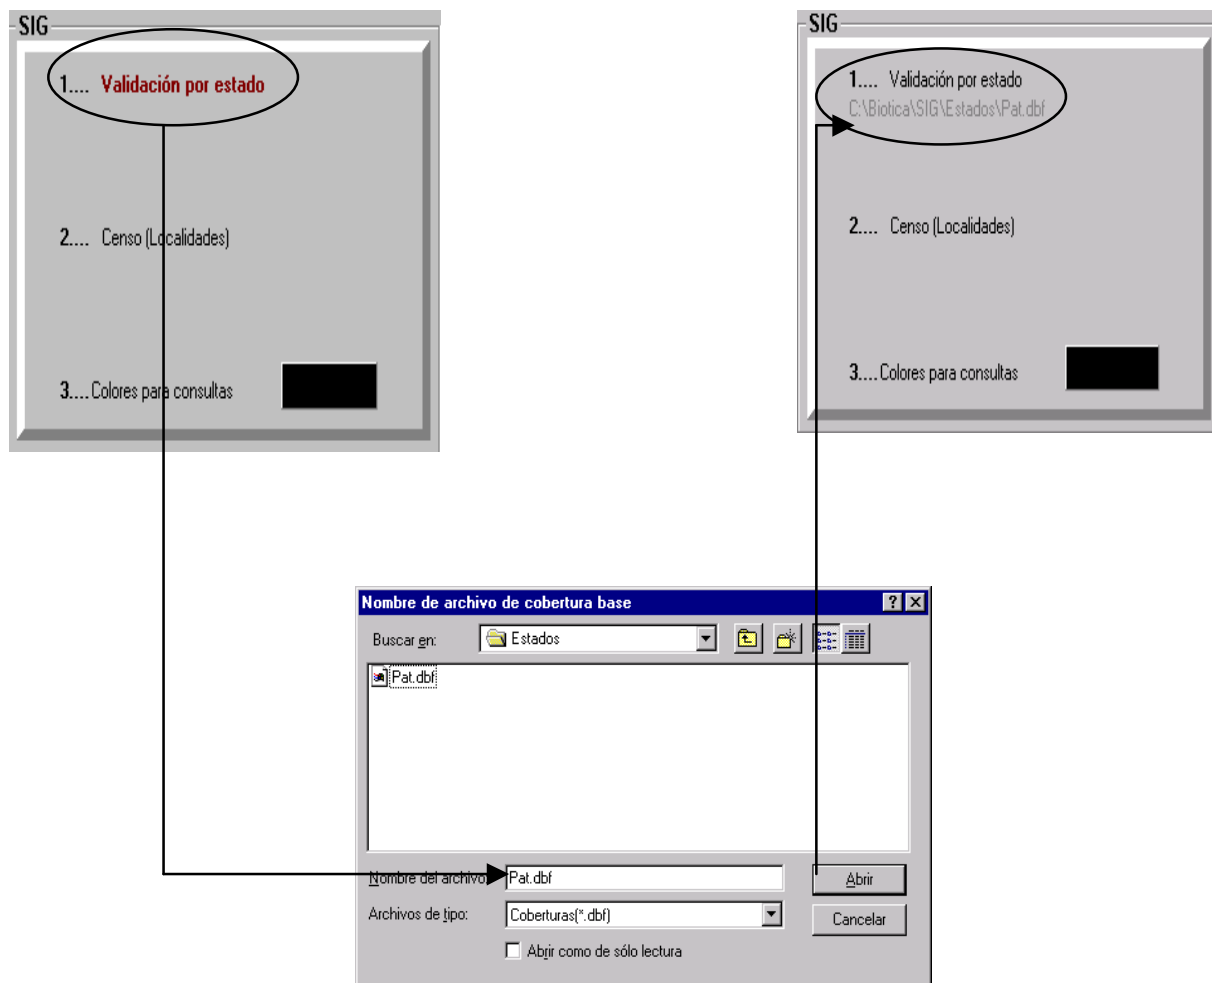 SIG
1.... Validación por estado
2.... Censo (Localidades)
3.... Colores para consultas
SIG
1.... Validación por estado
C:\Biotica\SIG\Estados\Pat.dbf
2.... Censo (Localidades)
3.... Colores para consultas
Nombre de archivo de cobertura base
Buscar en: Estados
Pat.dbf
Nombre del archivo: Pat.dbf Abrir
Archivos de tipo: Coberturas(*.dbf) Cancelar
Abrir como de sólo lectura